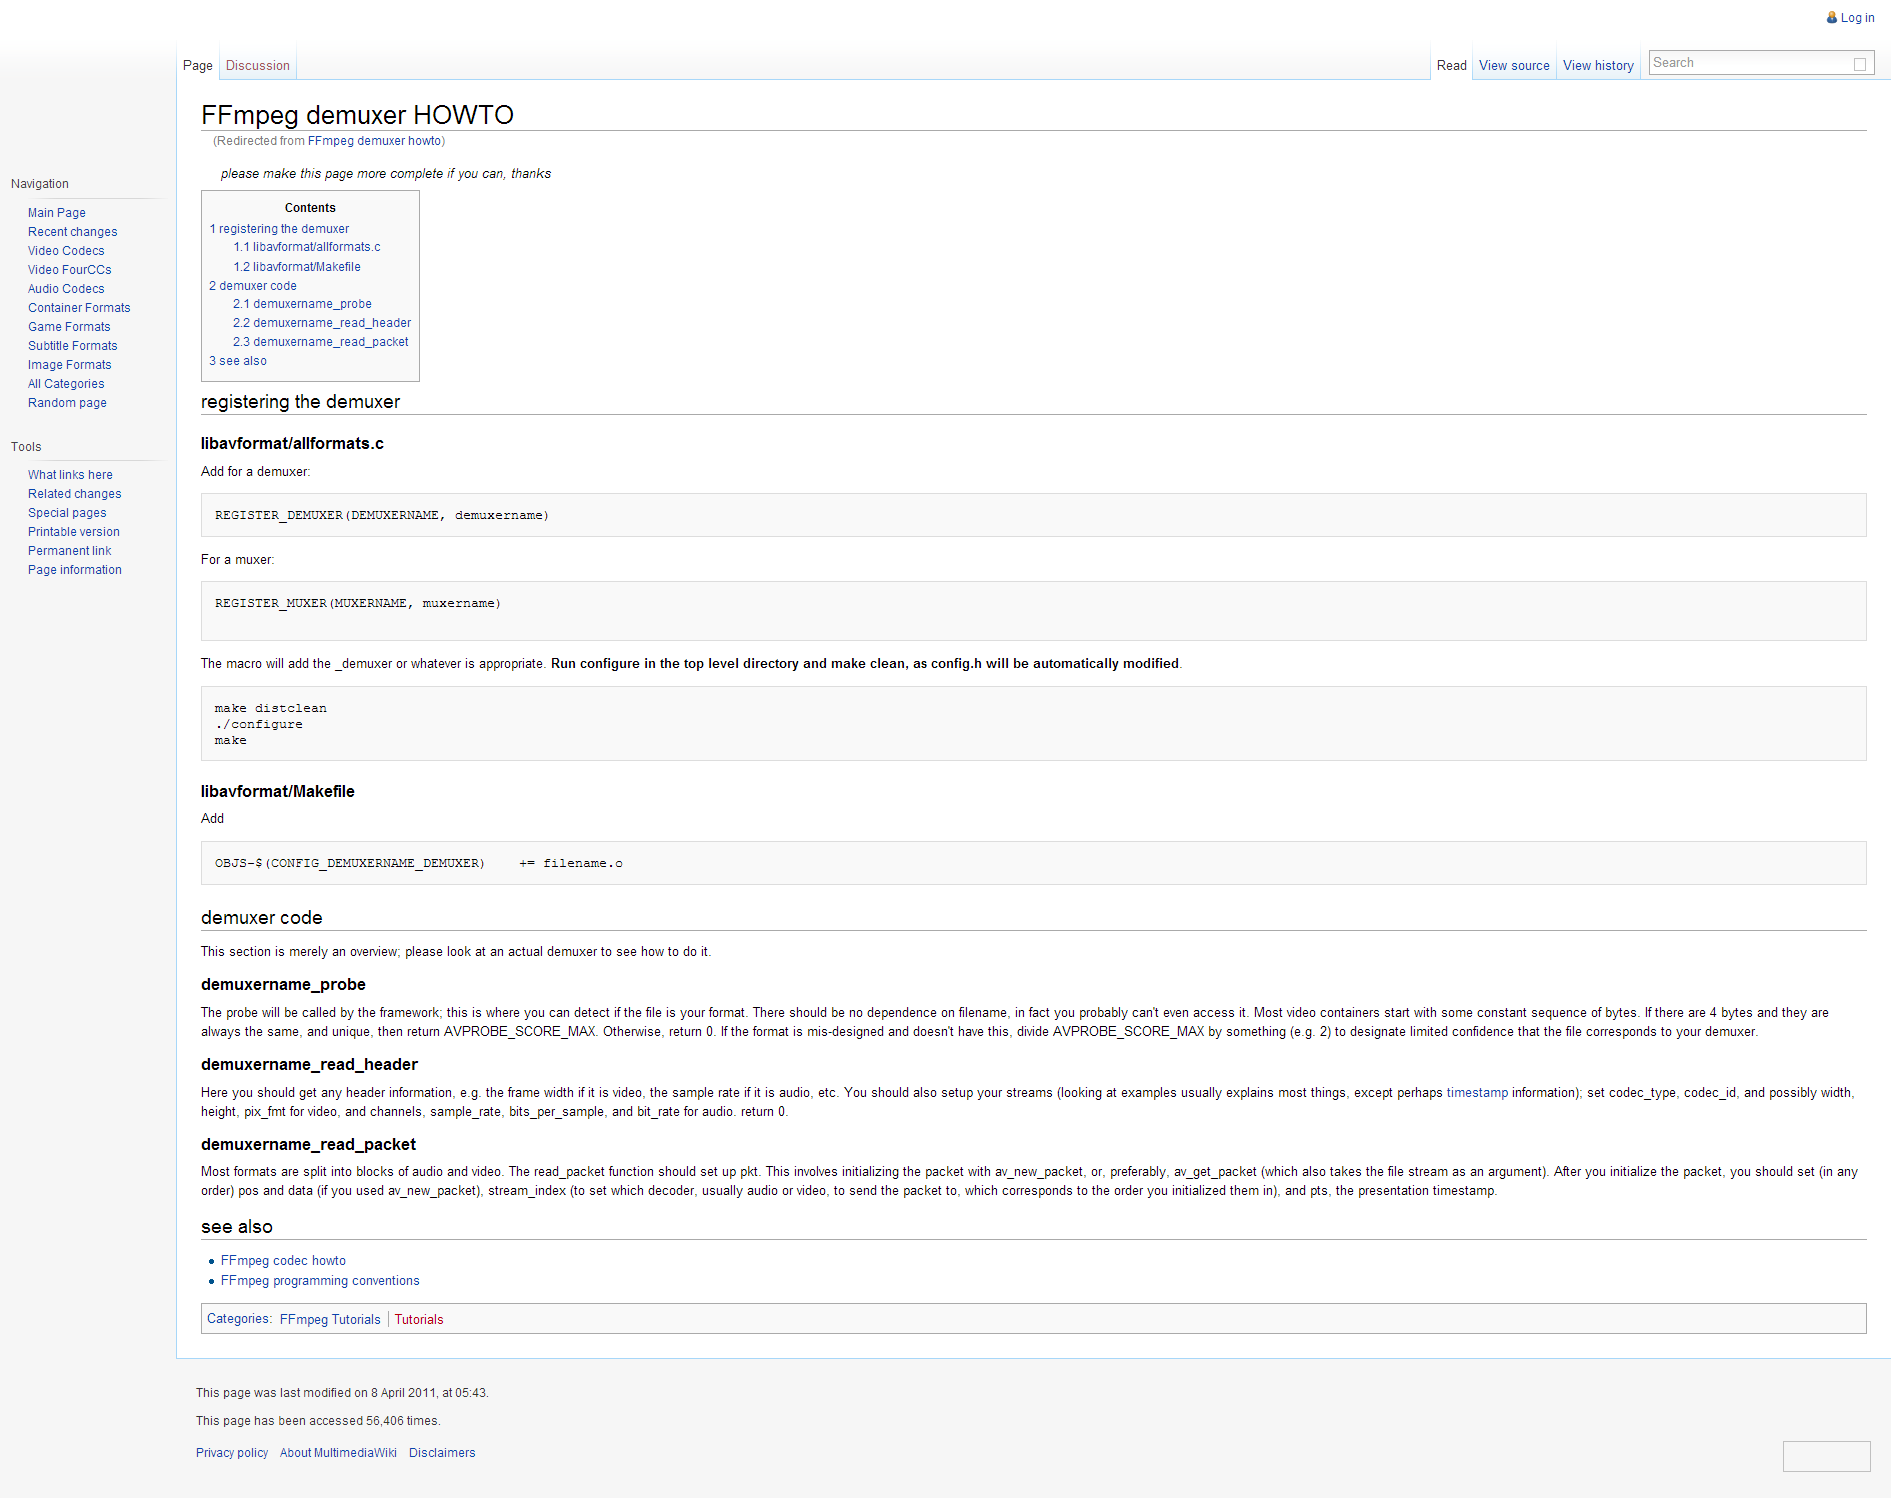 Log in
Page
Discussion
Read
View source
View history
Search
FFmpeg demuxer HOWTO
(Redirected from FFmpeg demuxer howto)
please make this page more complete if you can, thanks
Navigation
Main Page
Recent changes
Video Codecs
Video FourCCs
Audio Codecs
Container Formats
Game Formats
Subtitle Formats
Image Formats
All Categories
Random page
Tools
What links here
Related changes
Special pages
Printable version
Permanent link
Page information
Contents
1 registering the demuxer
1.1 libavformat/allformats.c
1.2 libavformat/Makefile
2 demuxer code
2.1 demuxername_probe
2.2 demuxername_read_header
2.3 demuxername_read_packet
3 see also
registering the demuxer
libavformat/allformats.c
Add for a demuxer:
REGISTER_DEMUXER(DEMUXERNAME, demuxername)
For a muxer:
REGISTER_MUXER(MUXERNAME, muxername)
The macro will add the _demuxer or whatever is appropriate. Run configure in the top level directory and make clean, as config.h will be automatically modified.
make distclean
./configure
make
libavformat/Makefile
Add
OBJS-$(CONFIG_DEMUXERNAME_DEMUXER)    += filename.o
demuxer code
This section is merely an overview; please look at an actual demuxer to see how to do it.
demuxername_probe
The probe will be called by the framework; this is where you can detect if the file is your format. There should be no dependence on filename, in fact you probably can't even access it. Most video containers start with some constant sequence of bytes. If there are 4 bytes and they are
always the same, and unique, then return AVPROBE_SCORE_MAX. Otherwise, return 0. If the format is mis-designed and doesn't have this, divide AVPROBE_SCORE_MAX by something (e.g. 2) to designate limited confidence that the file corresponds to your demuxer.
demuxername_read_header
Here you should get any header information, e.g. the frame width if it is video, the sample rate if it is audio, etc. You should also setup your streams (looking at examples usually explains most things, except perhaps timestamp information); set codec_type, codec_id, and possibly width,
height, pix_fmt for video, and channels, sample_rate, bits_per_sample, and bit_rate for audio. return 0.
demuxername_read_packet
Most formats are split into blocks of audio and video. The read_packet function should set up pkt. This involves initializing the packet with av_new_packet, or, preferably, av_get_packet (which also takes the file stream as an argument). After you initialize the packet, you should set (in any
order) pos and data (if you used av_new_packet), stream_index (to set which decoder, usually audio or video, to send the packet to, which corresponds to the order you initialized them in), and pts, the presentation timestamp.
see also
FFmpeg codec howto
FFmpeg programming conventions
Categories: FFmpeg Tutorials | Tutorials
This page was last modified on 8 April 2011, at 05:43.
This page has been accessed 56,406 times.
Privacy policy
About MultimediaWiki
Disclaimers